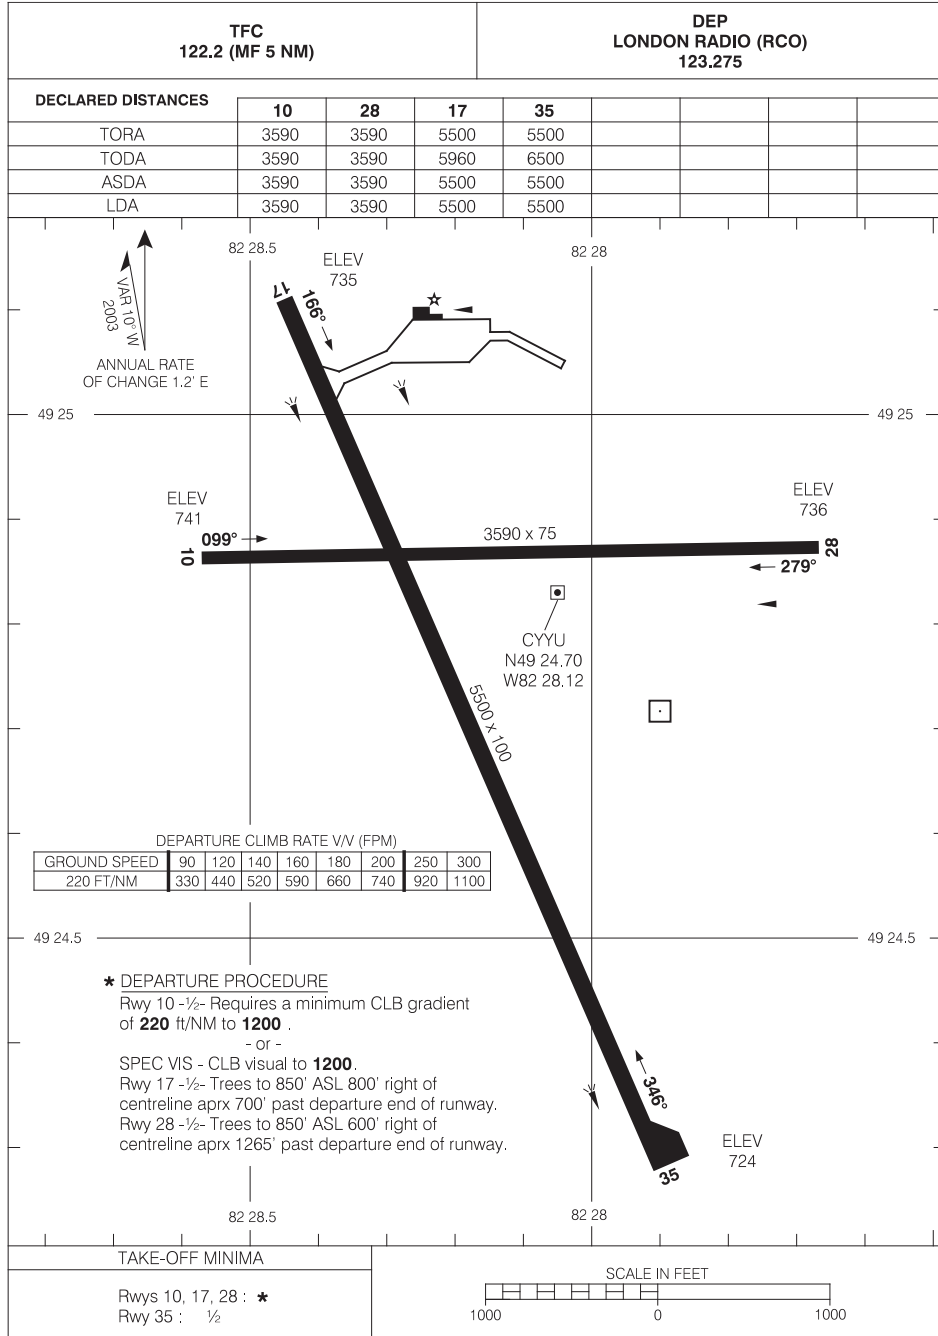 TFC
122.2 (MF 5 NM)
DEP
LONDON RADIO (RCO)
123.275
DECLARED DISTANCES 10 28 17 35
TORA 3590 3590 5500 5500
TODA 3590 3590 5960 6500
ASDA 3590 3590 5500 5500
LDA 3590 3590 5500 5500
82 28.5
82 28
VAR 10° W
2003
ANNUAL RATE
OF CHANGE 1.2' E
ELEV
735
17
166°
49 25
49 25
ELEV
741
099°
10
3590 x 75
ELEV
736
28
279°
CYYU
N49 24.70
W82 28.12
5500 x 100
DEPARTURE CLIMB RATE V/V (FPM)
GROUND SPEED 90 120 140 160 180 200 250 300
220 FT/NM 330 440 520 590 660 740 920 1100
49 24.5
49 24.5
* DEPARTURE PROCEDURE
Rwy 10 -½- Requires a minimum CLB gradient
of 220 ft/NM to 1200 .
- or -
SPEC VIS - CLB visual to 1200.
Rwy 17 -½- Trees to 850' ASL 800' right of
centreline aprx 700' past departure end of runway.
Rwy 28 -½- Trees to 850' ASL 600' right of
centreline aprx 1265' past departure end of runway.
346°
ELEV
724
35
82 28.5
82 28
TAKE-OFF MINIMA
Rwys 10, 17, 28 : *
Rwy 35 : ½
SCALE IN FEET
1000 0 1000